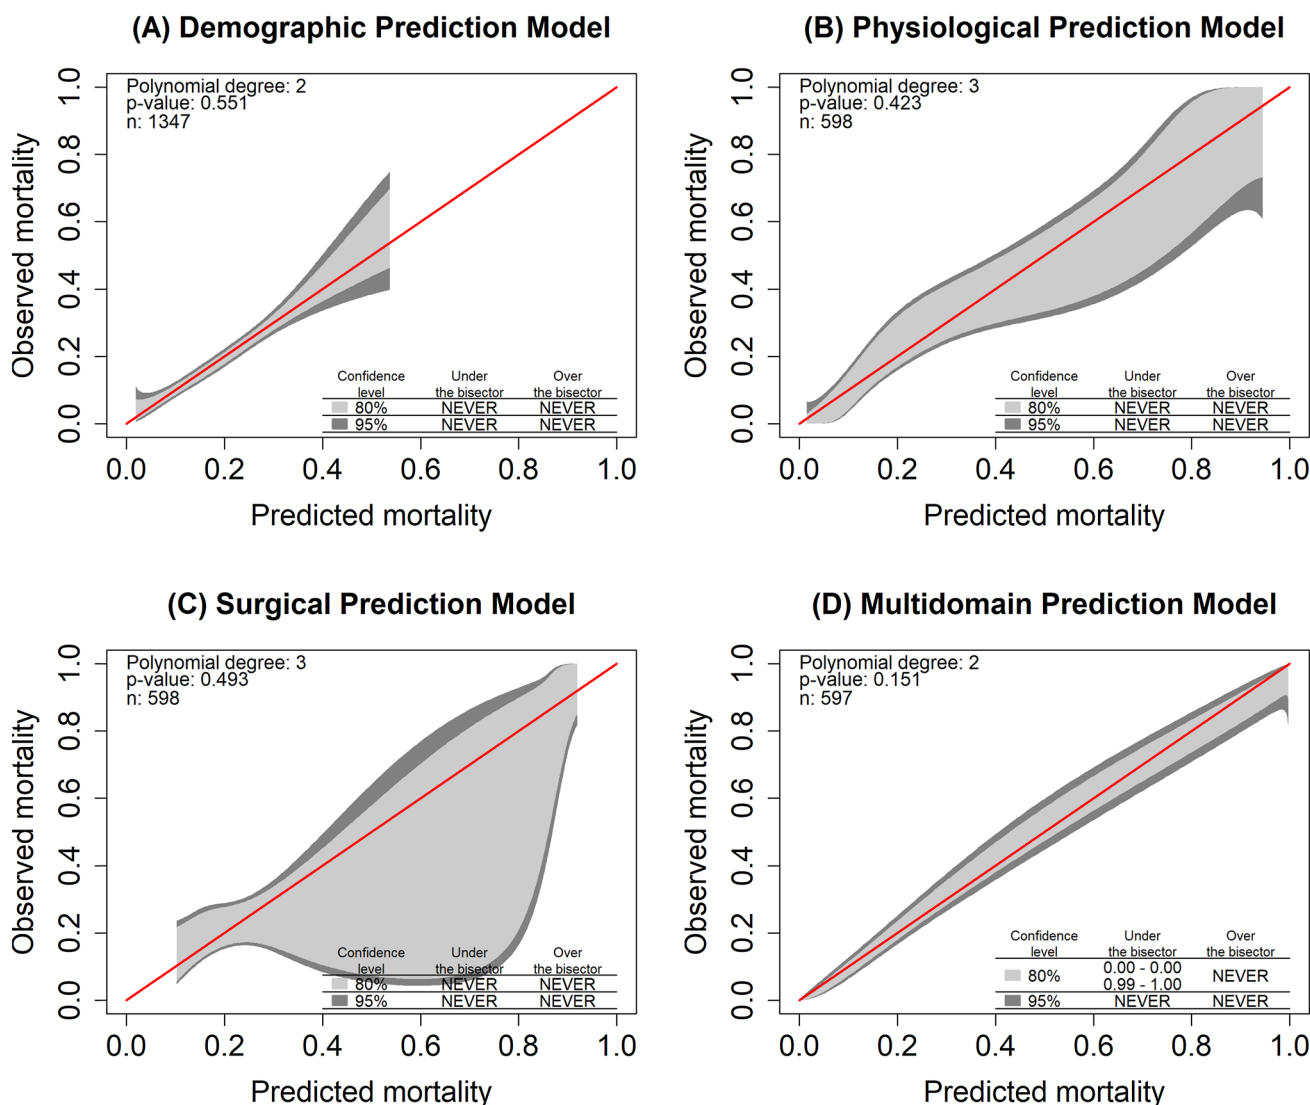 (A) Demographic Prediction Model
Polynomial degree: 2
p-value: 0.551
n: 1347
Observed mortality
0.0 0.2 0.4 0.6 0.8 1.0
Confidence level Under the bisector Over the bisector
80% NEVER NEVER
95% NEVER NEVER
0.0 0.2 0.4 0.6 0.8 1.0
Predicted mortality
(B) Physiological Prediction Model
Polynomial degree: 3
p-value: 0.423
n: 598
Observed mortality
0.0 0.2 0.4 0.6 0.8 1.0
Confidence level Under the bisector Over the bisector
80% NEVER NEVER
95% NEVER NEVER
0.0 0.2 0.4 0.6 0.8 1.0
Predicted mortality
(C) Surgical Prediction Model
Polynomial degree: 3
p-value: 0.493
n: 598
Observed mortality
0.0 0.2 0.4 0.6 0.8 1.0
Confidence level Under the bisector Over the bisector
80% NEVER NEVER
95% NEVER NEVER
0.0 0.2 0.4 0.6 0.8 1.0
Predicted mortality
(D) Multidomain Prediction Model
Polynomial degree: 2
p-value: 0.151
n: 597
Observed mortality
0.0 0.2 0.4 0.6 0.8 1.0
Confidence level Under the bisector Over the bisector
80% 0.00 - 0.00 0.99 - 1.00 NEVER
95% NEVER NEVER
0.0 0.2 0.4 0.6 0.8 1.0
Predicted mortality